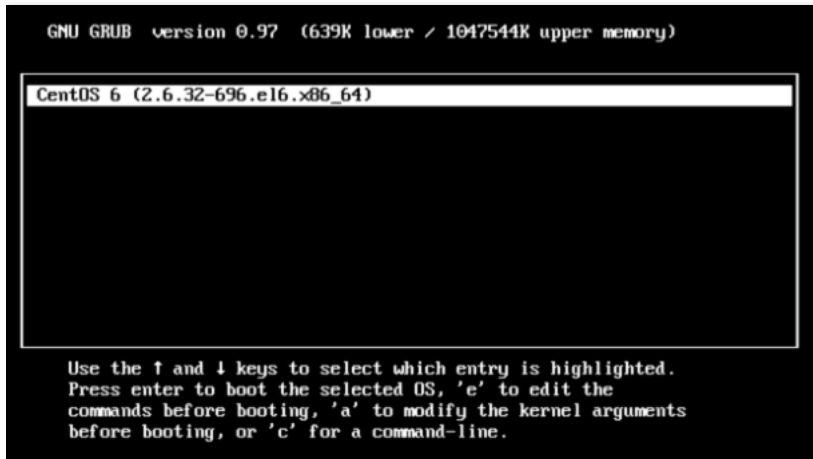 GNU GRUB  version 0.97  (639K lower / 1047544K upper memory)
CentOS 6 (2.6.32-696.el6.x86_64)
Use the ↑ and ↓ keys to select which entry is highlighted.
Press enter to boot the selected OS, 'e' to edit the
commands before booting, 'a' to modify the kernel arguments
before booting, or 'c' for a command-line.